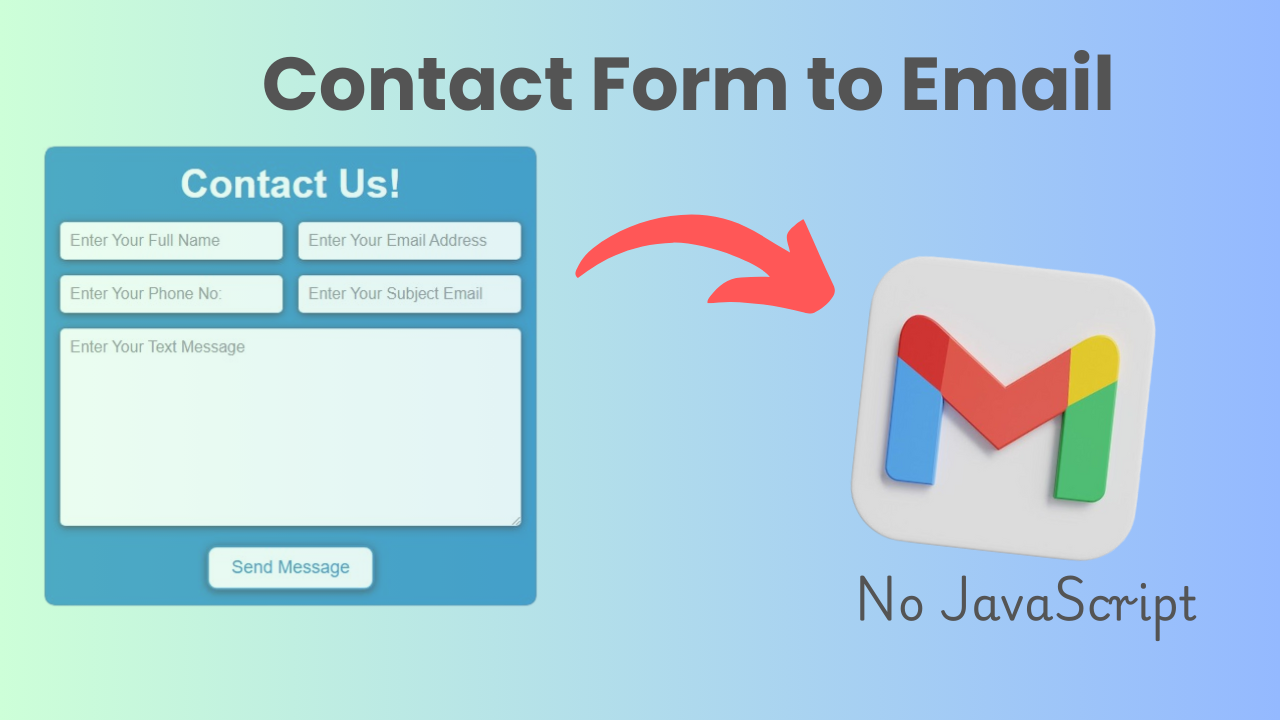 Contact Form to Email
Contact Us!
Enter Your Full Name
Enter Your Email Address
Enter Your Phone No:
Enter Your Subject Email
Enter Your Text Message
Send Message
No JavaScript